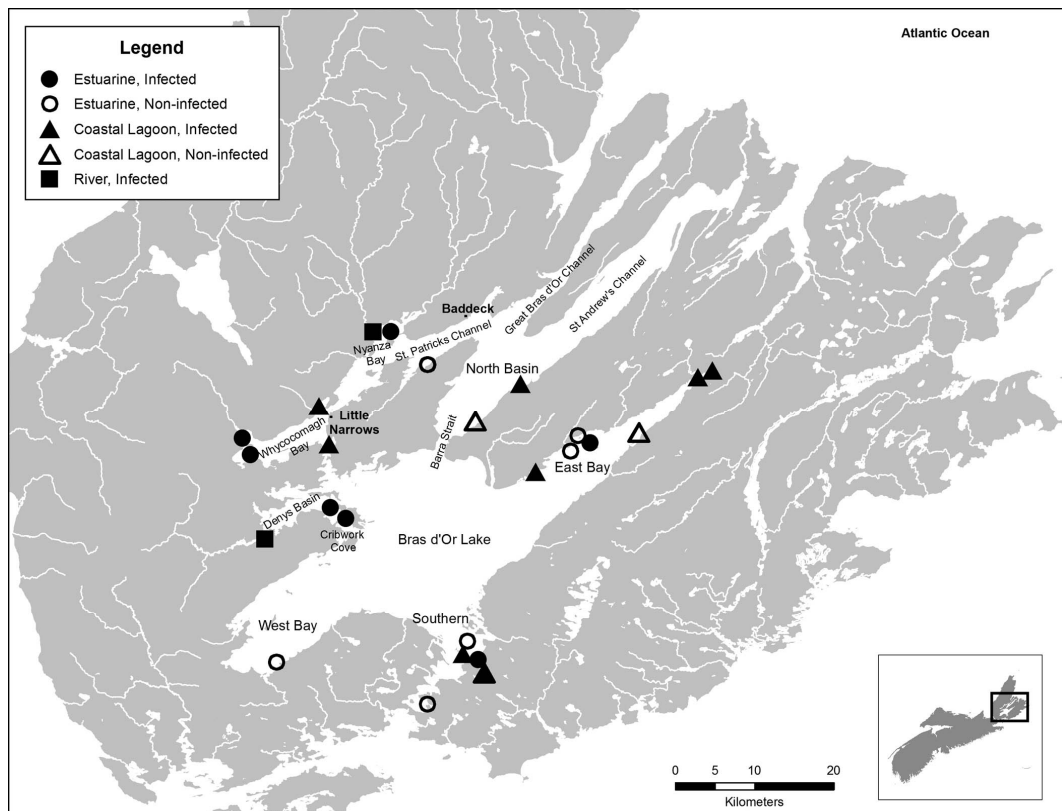 Legend
Estuarine, Infected
Estuarine, Non-infected
Coastal Lagoon, Infected
Coastal Lagoon, Non-infected
River, Infected
Atlantic Ocean
Great Bras d'Or Channel
St Andrew's Channel
Baddeck
St. Patricks Channel
Nyanza
Bay
North Basin
Little
Narrows
Whycocomagh
Bay
Barra Strait
East Bay
Denys Basin
Cribwork
Cove
Bras d'Or Lake
West Bay
Southern
0 5 10 20
Kilometers